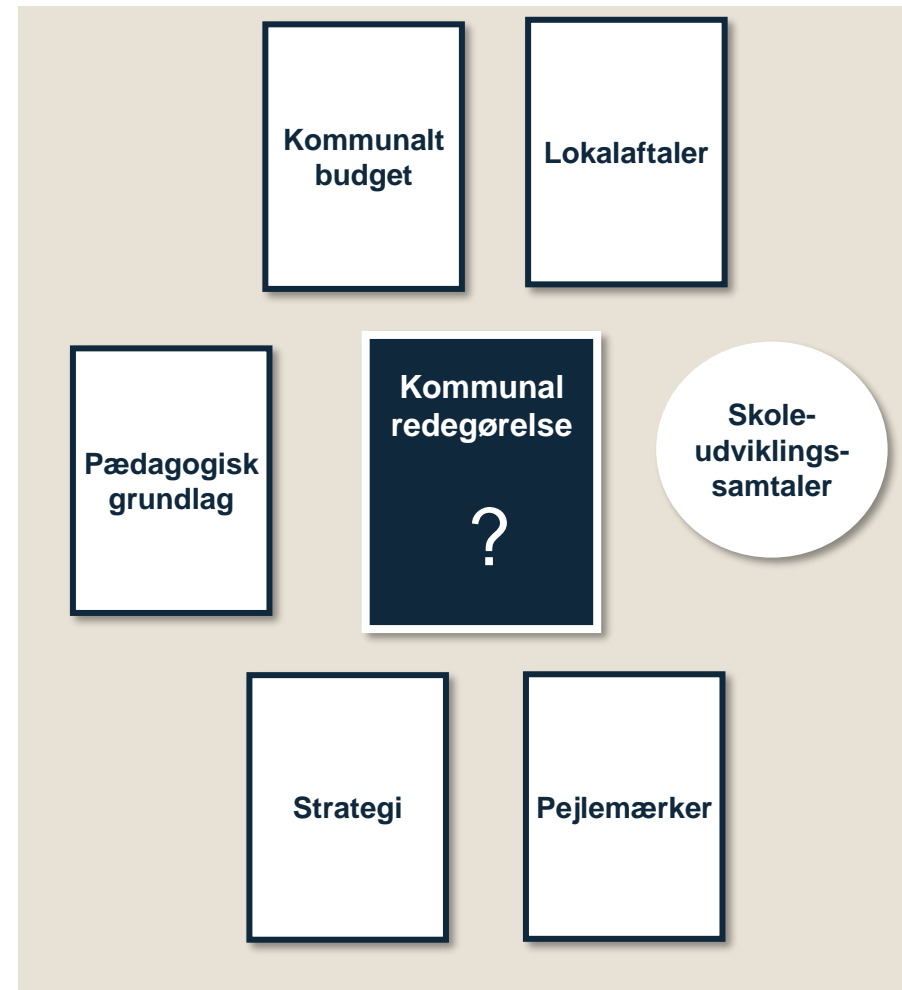 Kommunalt
budget
Lokalaftaler
Pædagogisk
grundlag
Kommunal
redegørelse
?
Skole-
udviklings-
samtaler
Strategi
Pejlemærker